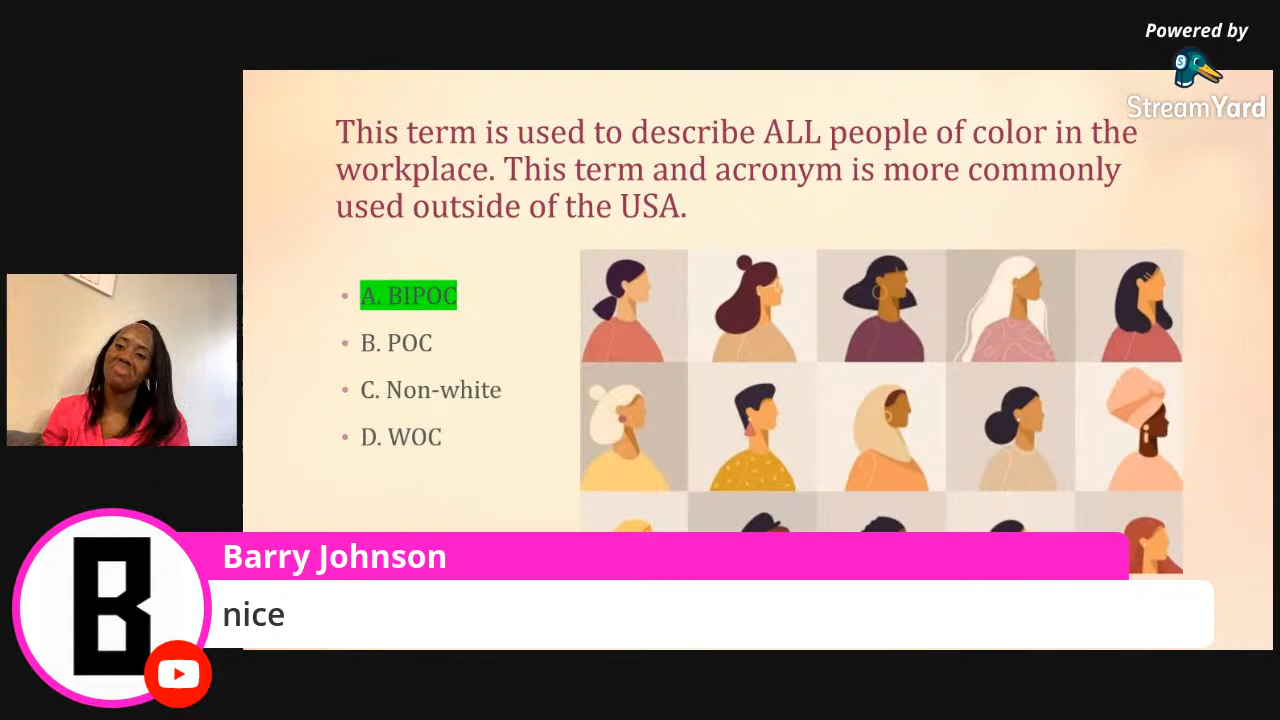 Powered by
StreamYard
This term is used to describe ALL people of color in the
workplace. This term and acronym is more commonly
used outside of the USA.
A. BIPOC
B. POC
C. Non-white
D. WOC
Barry Johnson
nice
B